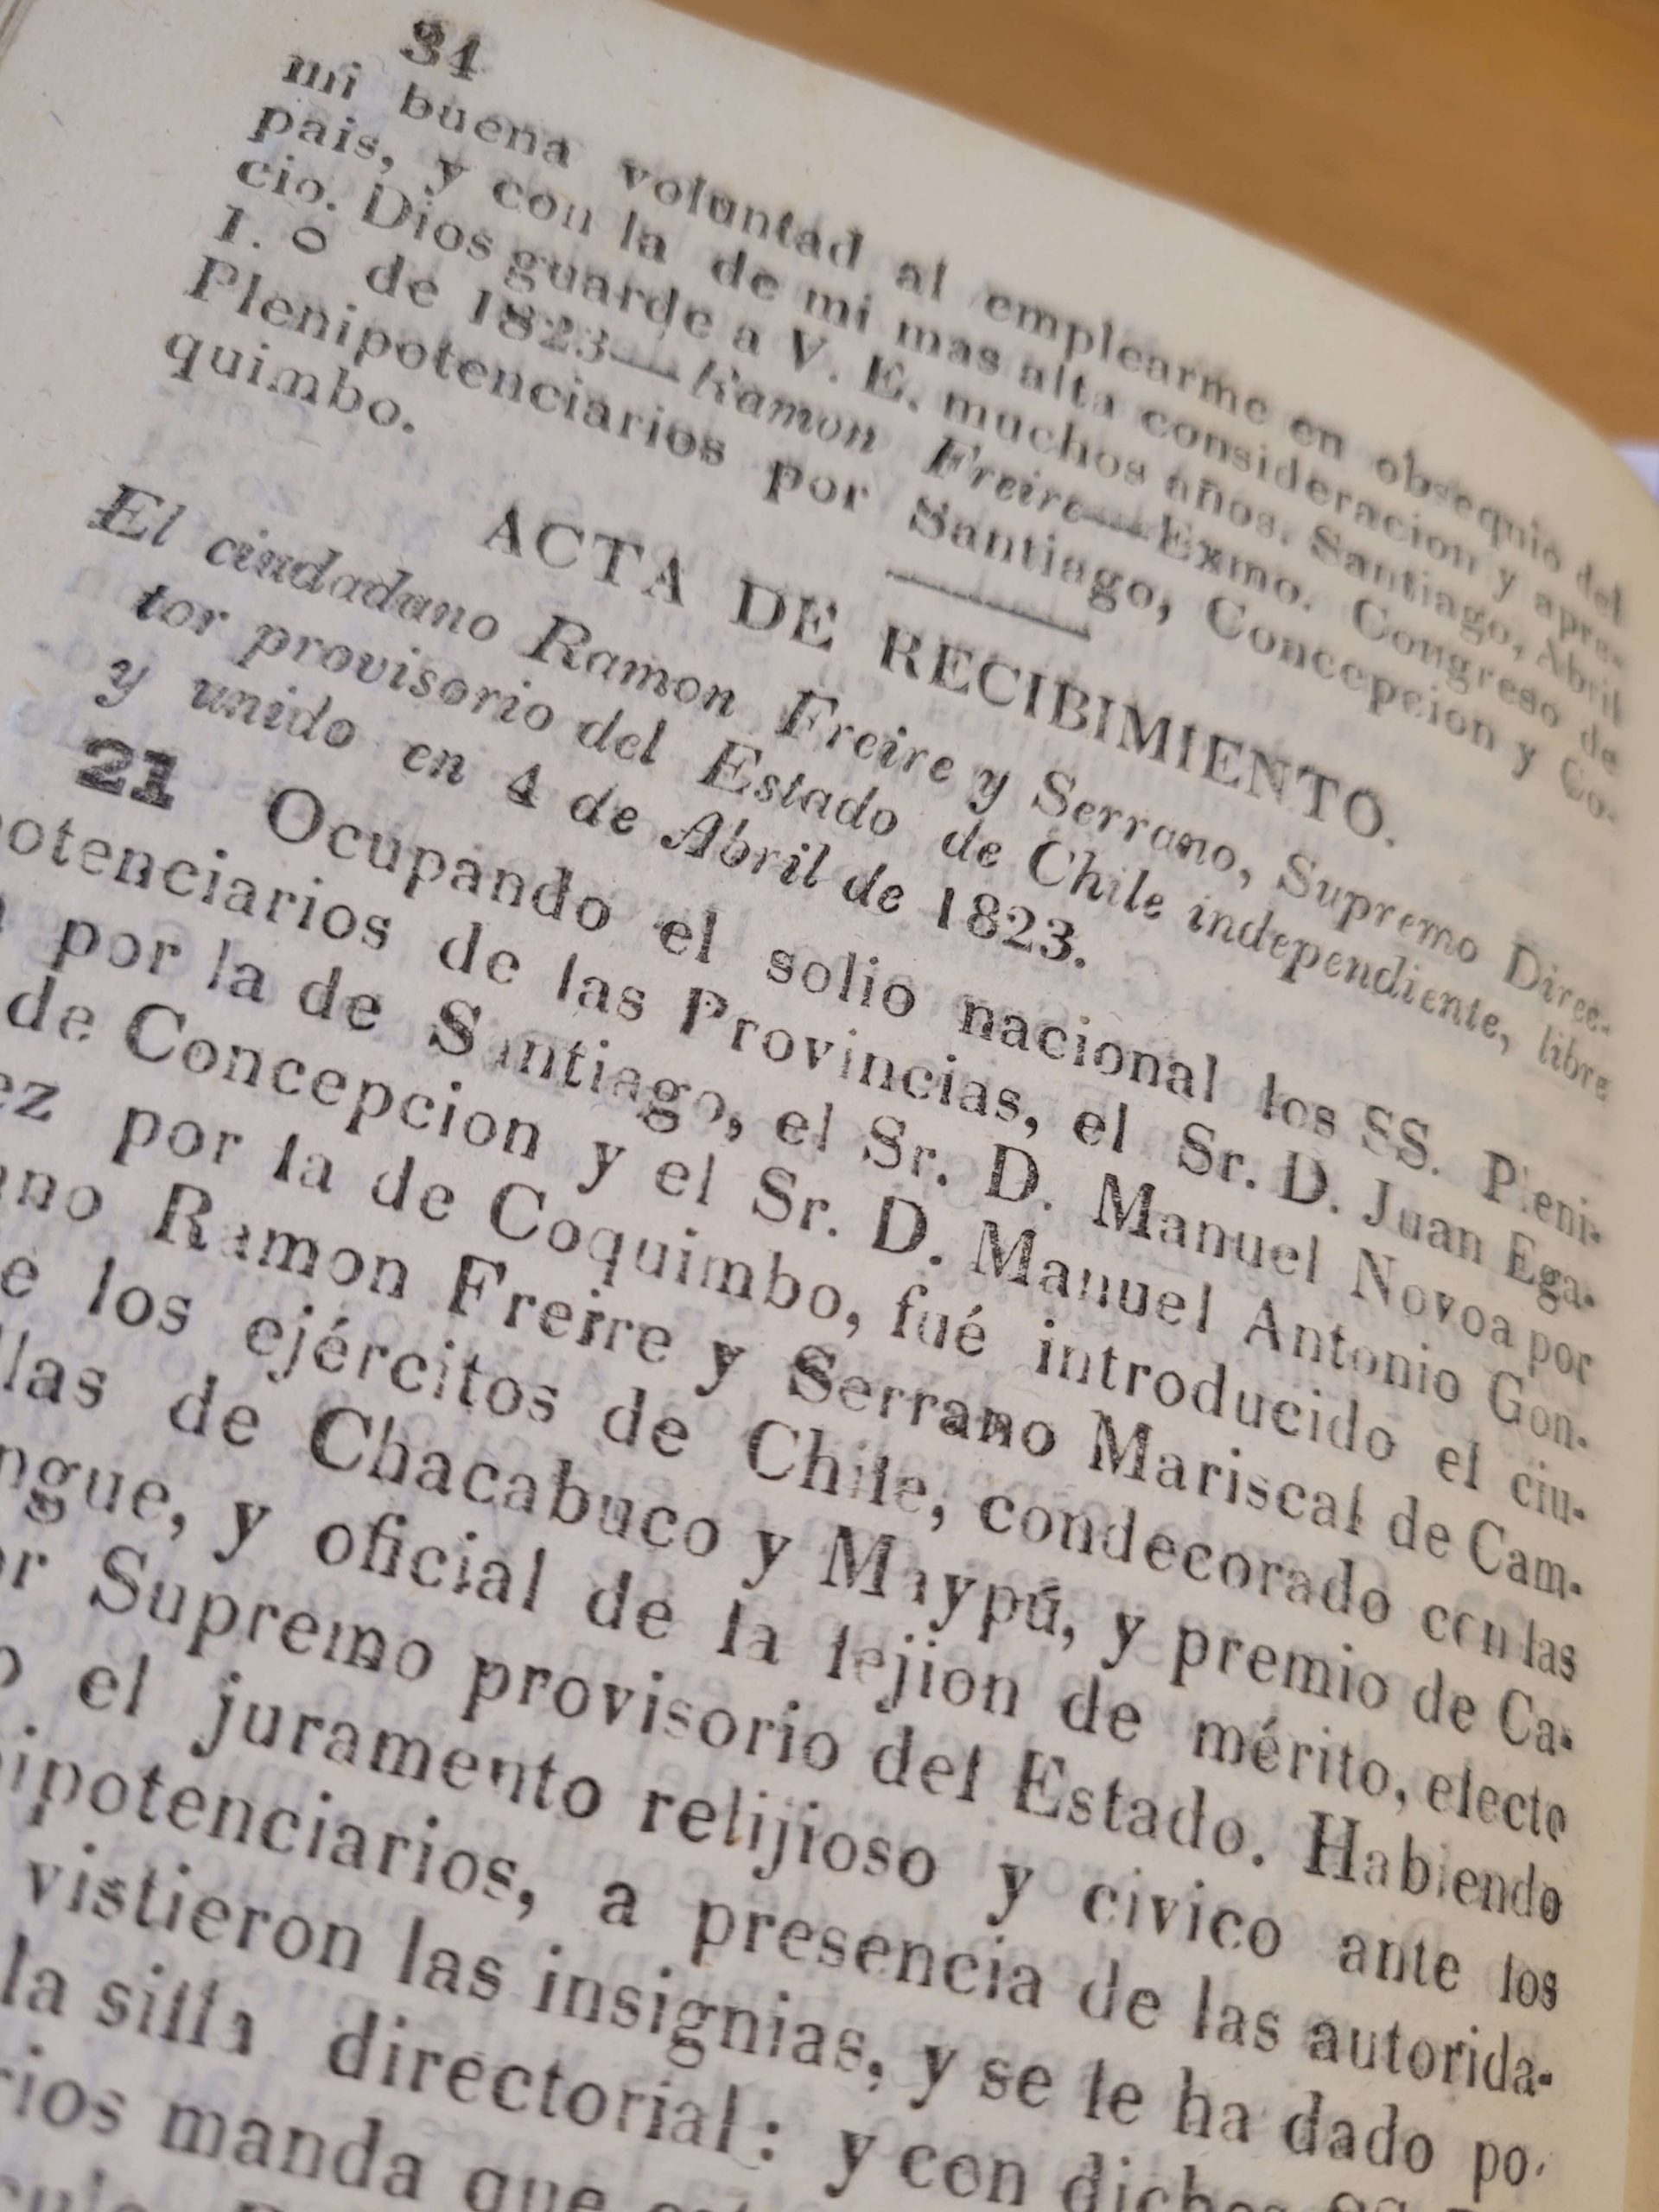 34
mi buena voluntad al emplearme en obsequio del
pais, y con la de mi mas alta consideracion y apre-
cio. Dios guarde a V. E. muchos años. Santiago, Abril
1. o de 1823—Ramon Freire—Exmo. Congreso de
Plenipotenciarios por Santiago, Concepcion y Co-
quimbo.
ACTA DE RECIBIMIENTO.
El ciudadano Ramon Freire y Serrano, Supremo Direc-
tor provisorio del Estado de Chile independiente, libre
y unido en 4 de Abril de 1823.
21 Ocupando el solio nacional los SS. Pleni-
potenciarios de las Provincias, el Sr. D. Juan Ega-
por la de Santiago, el Sr. D. Manuel Novoa por
de Concepcion y el Sr. D. Manuel Antonio Gon-
ez por la de Coquimbo, fué introducido el ciu-
ano Ramon Freire y Serrano Mariscal de Cam-
e los ejércitos de Chile, condecorado con las
llas de Chacabuco y Maypú, y premio de Ca-
ngue, y oficial de la lejion de mérito, electo
or Supremo provisorio del Estado. Habiendo
o el juramento relijioso y civico ante los
ipotenciarios, a presencia de las autorida-
vistieron las insignias, y se le ha dado po-
la silla directorial: y con dichos SS.
rios manda que